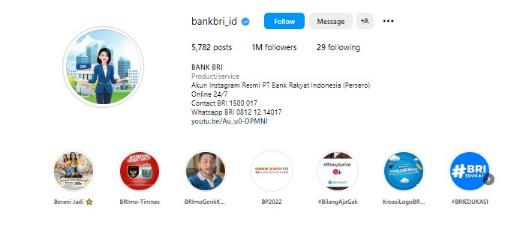 bankbri_id
Follow
Message
5,782 posts 1M followers 29 following
BANK BRI
Product/service
Akun Instagram Resmi PT Bank Rakyat Indonesia (Persero)
Online 24/7
Contact BRI 1500 017
Whatsapp BRI 0812 12 14017
youtu.be/Au_u0-DPMNI
#BRI
Berani Jadi
BRImo-Timnas
BRImoGenkK...
BP2022
#BilangAjaGak
KreasiLogoBR...
#BRIEDUKASI